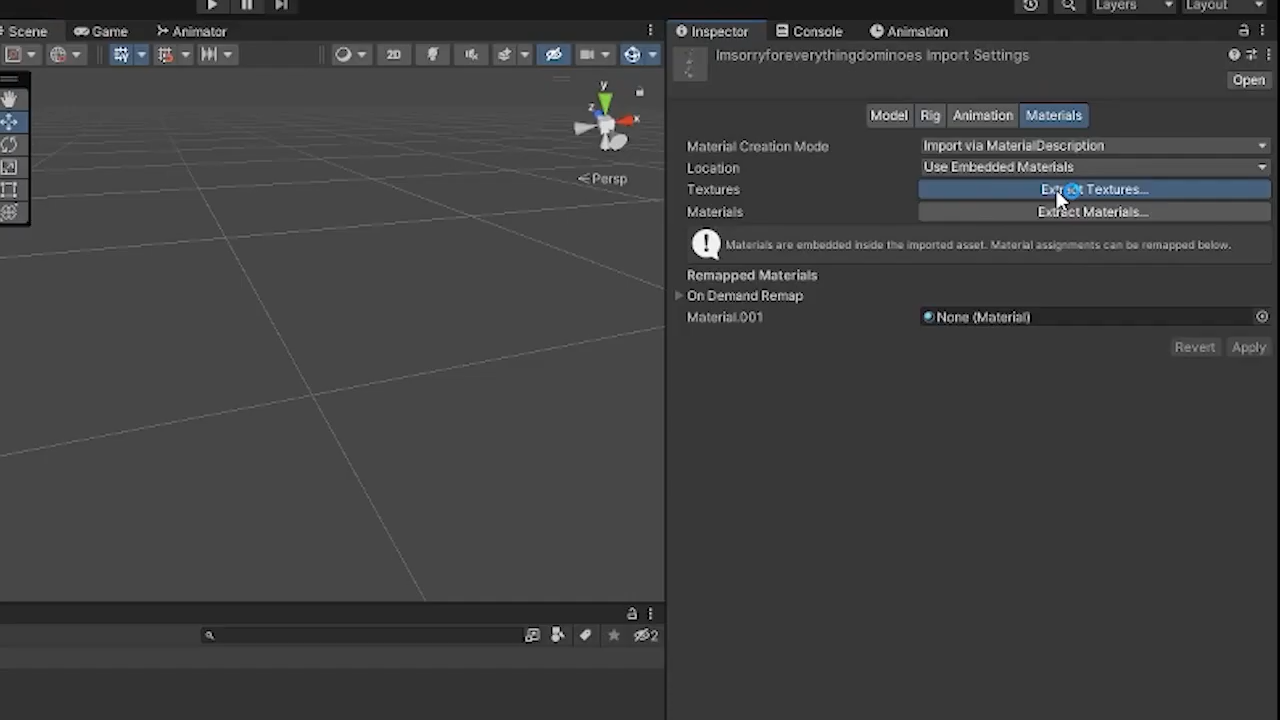 Layers Layout
Scene Game Animator
Inspector Console Animation
Imsorryforeverythingdominoes Import Settings
2D
Open
y
z
x
Persp
Model Rig Animation Materials
Material Creation Mode Import via MaterialDescription
Location Use Embedded Materials
Textures Extract Textures...
Materials Extract Materials...
Materials are embedded inside the imported asset. Material assignments can be remapped below.
Remapped Materials
On Demand Remap
Material.001 None (Material)
Revert Apply
2